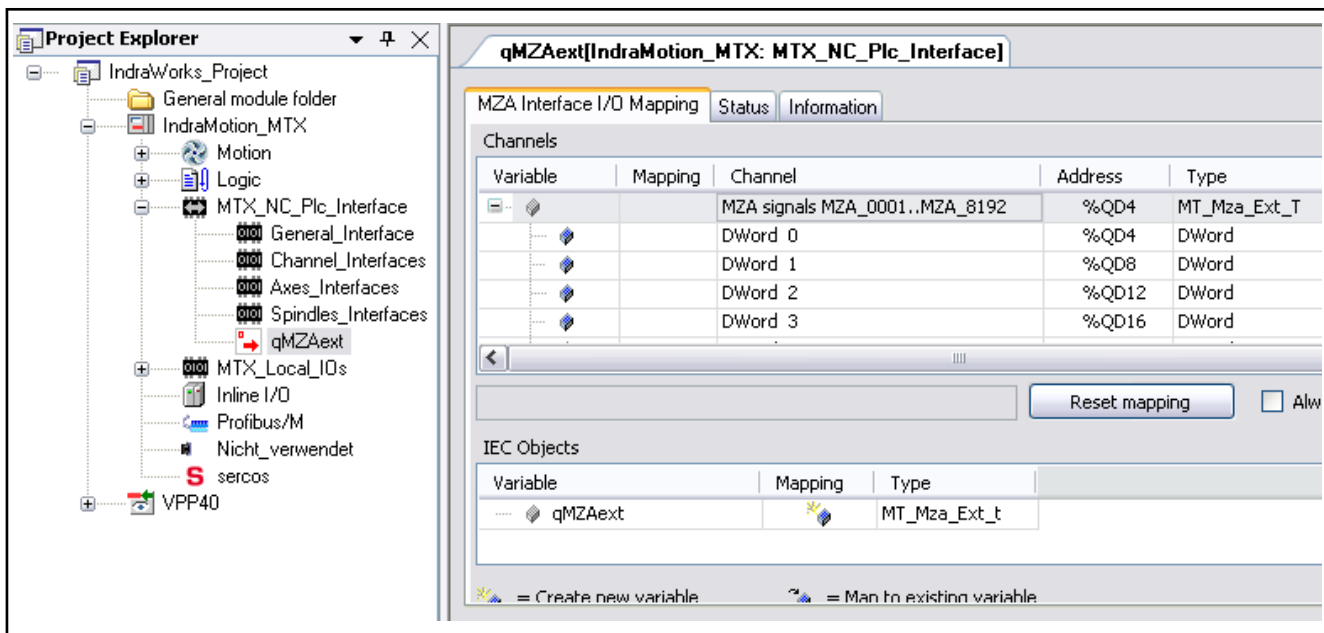 Project Explorer
IndraWorks_Project
General module folder
IndraMotion_MTX
Motion
Logic
MTX_NC_Plc_Interface
General_Interface
Channel_Interfaces
Axes_Interfaces
Spindles_Interfaces
qMZAext
MTX_Local_IOs
Inline I/O
Profibus/M
Nicht_verwendet
S sercos
VPP40
qMZAext[IndraMotion_MTX: MTX_NC_Plc_Interface]
MZA Interface I/O Mapping Status Information
Channels
Variable Mapping Channel Address Type
MZA signals MZA_0001..MZA_8192 %QD4 MT_Mza_Ext_T
DWord 0 %QD4 DWord
DWord 1 %QD8 DWord
DWord 2 %QD12 DWord
DWord 3 %QD16 DWord
Reset mapping Alw
IEC Objects
Variable Mapping Type
qMZAext MT_Mza_Ext_t
= Create new variable = Map to existing variable